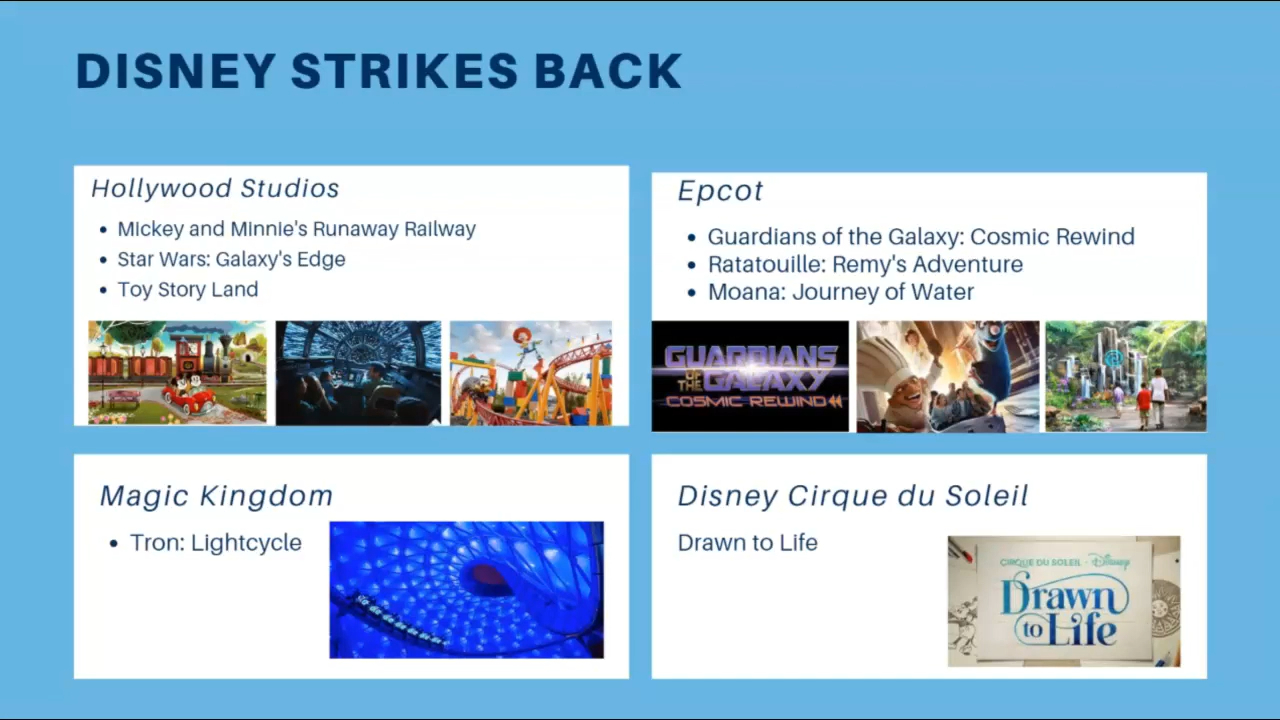 DISNEY STRIKES BACK
Hollywood Studios
• Mickey and Minnie's Runaway Railway
• Star Wars: Galaxy's Edge
• Toy Story Land
Epcot
• Guardians of the Galaxy: Cosmic Rewind
• Ratatouille: Remy's Adventure
• Moana: Journey of Water
GUARDIANS
OF THE GALAXY
COSMIC REWIND
Magic Kingdom
• Tron: Lightcycle
Disney Cirque du Soleil
Drawn to Life
CIRQUE DU SOLEIL · Disney
Drawn
to Life